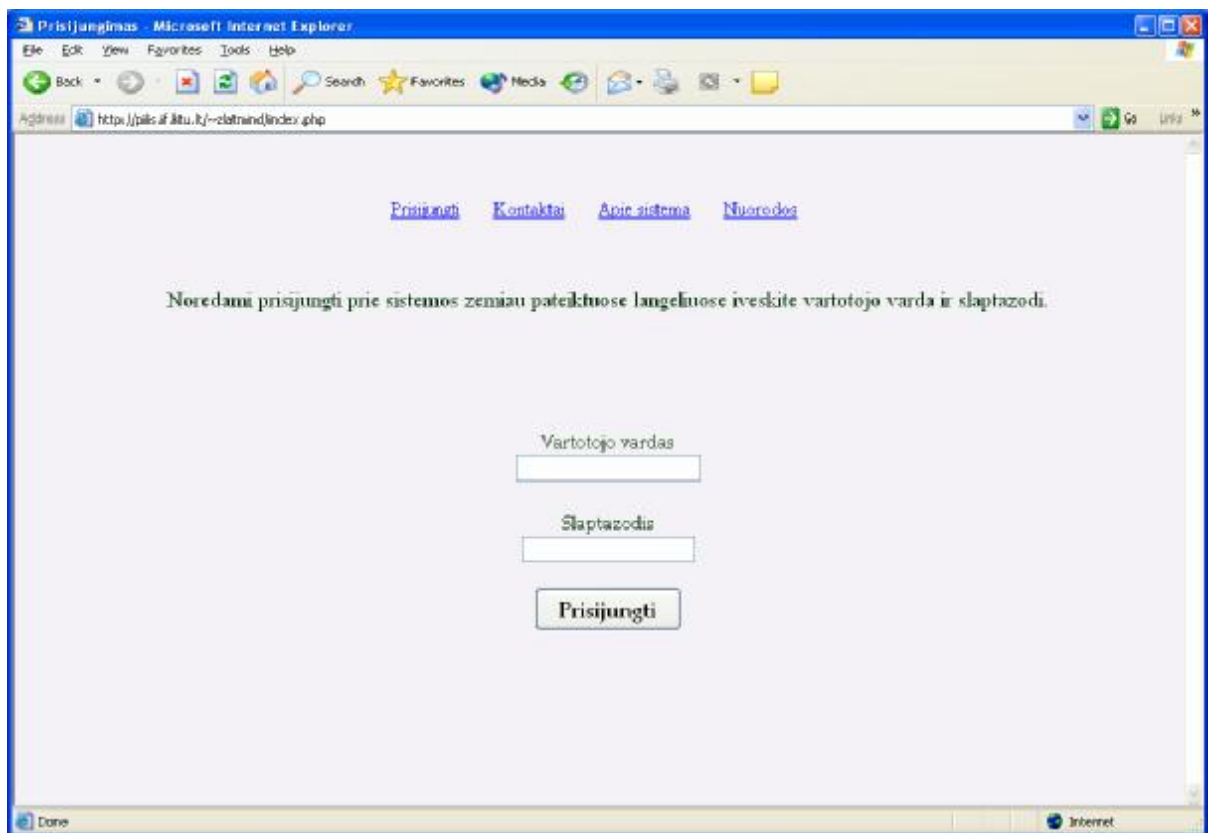 Prisijungimas - Microsoft Internet Explorer
File Edit View Favorites Tools Help
Back Search Favorites Media
Address Go Links
Prisijungti Kontaktai Apie sistema Nuorodos
Noredami prisijungti prie sistemos zemiau pateiktuose langeliuose iveskite vartotojo varda ir slaptazodi.
Vartotojo vardas
Slaptazodis
Prisijungti
Done Internet